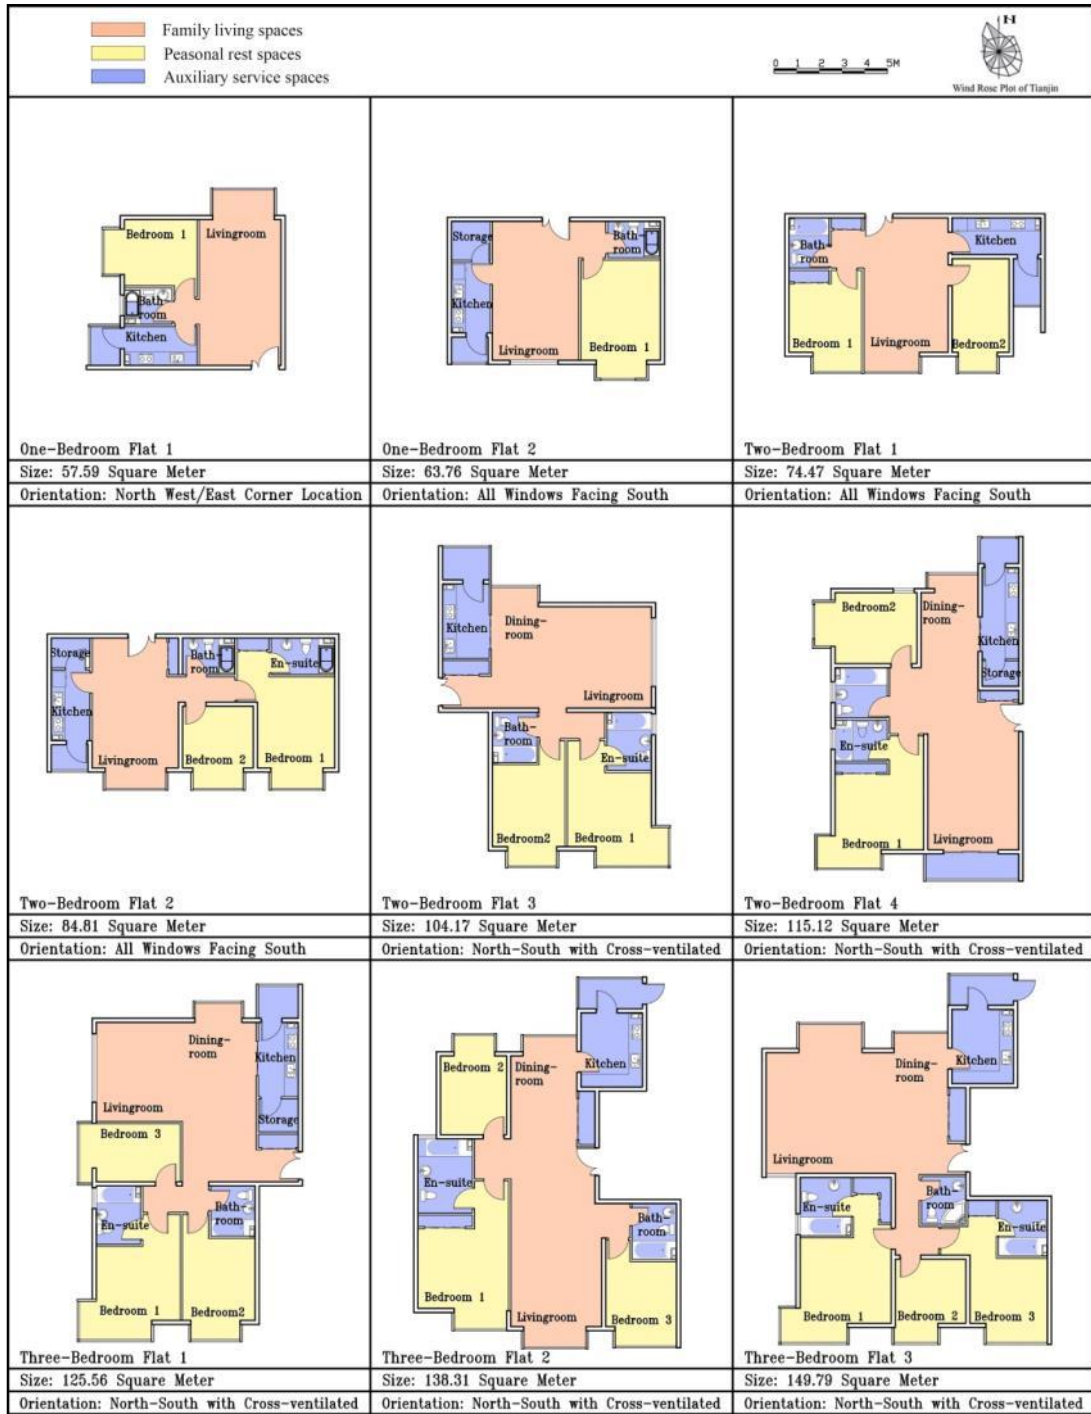 Family living spaces
Peasonal rest spaces
Auxiliary service spaces
0 1 2 3 4 5M
N
Wind Rose Plot of Tianjin
Bedroom 1
Livingroom
Bath-
room
Kitchen
One-Bedroom Flat 1
Size: 57.59 Square Meter
Orientation: North West/East Corner Location
Storage
Bath-
room
Kitchen
Livingroom
Bedroom 1
One-Bedroom Flat 2
Size: 63.76 Square Meter
Orientation: All Windows Facing South
Bath-
room
Kitchen
Bedroom 1
Livingroom
Bedroom2
Two-Bedroom Flat 1
Size: 74.47 Square Meter
Orientation: All Windows Facing South
Storage
Bath-
room
En-suite
Kitchen
Livingroom
Bedroom 2
Bedroom 1
Two-Bedroom Flat 2
Size: 84.81 Square Meter
Orientation: All Windows Facing South
Kitchen
Dining-
room
Livingroom
Bath-
room
En-suite
Bedroom2
Bedroom 1
Two-Bedroom Flat 3
Size: 104.17 Square Meter
Orientation: North-South with Cross-ventilated
Bedroom2
Dining-
room
Kitchen
Storage
En-suite
Bedroom 1
Livingroom
Two-Bedroom Flat 4
Size: 115.12 Square Meter
Orientation: North-South with Cross-ventilated
Dining-
room
Kitchen
Livingroom
Storage
Bedroom 3
En-suite
Bath-
room
Bedroom 1
Bedroom2
Three-Bedroom Flat 1
Size: 125.56 Square Meter
Orientation: North-South with Cross-ventilated
Bedroom 2
Dining-
room
Kitchen
En-suite
Bath-
room
Bedroom 1
Livingroom
Bedroom 3
Three-Bedroom Flat 2
Size: 138.31 Square Meter
Orientation: North-South with Cross-ventilated
Dining-
room
Kitchen
Livingroom
Bath-
room
En-suite
En-suite
Bedroom 1
Bedroom 2
Bedroom 3
Three-Bedroom Flat 3
Size: 149.79 Square Meter
Orientation: North-South with Cross-ventilated